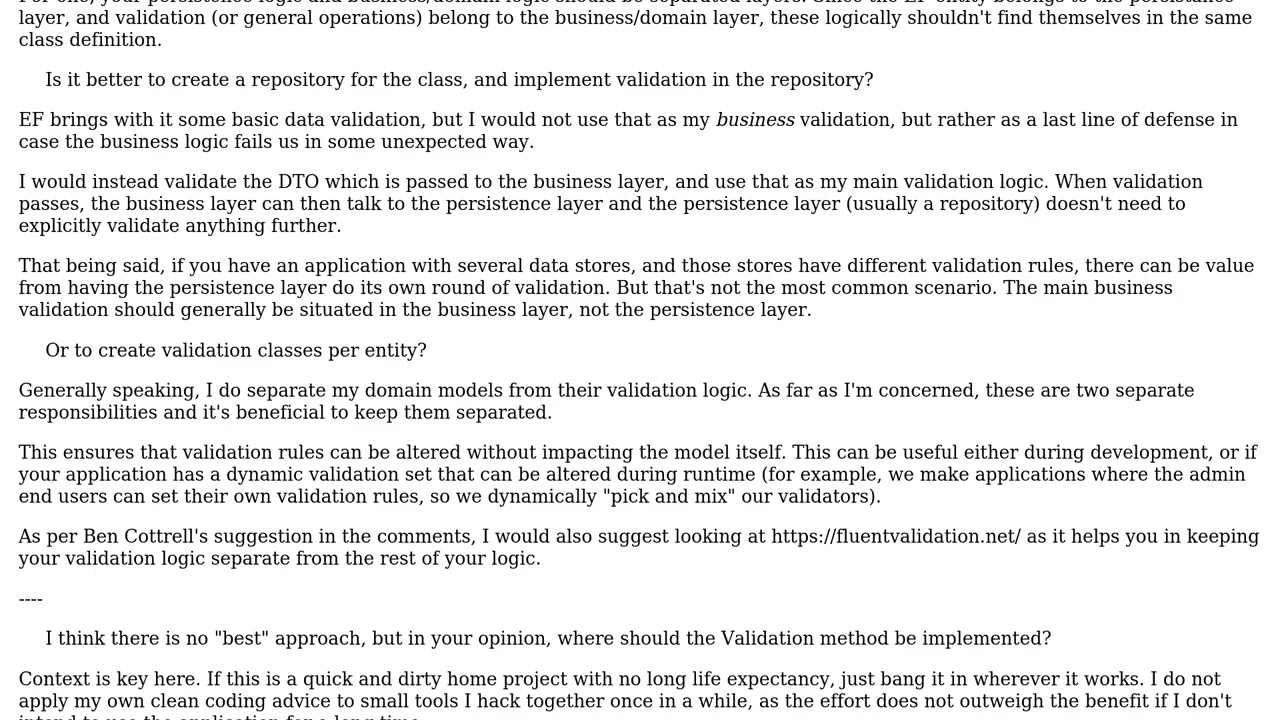 layer, and validation (or general operations) belong to the business/domain layer, these logically shouldn't find themselves in the same
class definition.
Is it better to create a repository for the class, and implement validation in the repository?
EF brings with it some basic data validation, but I would not use that as my business validation, but rather as a last line of defense in
case the business logic fails us in some unexpected way.
I would instead validate the DTO which is passed to the business layer, and use that as my main validation logic. When validation
passes, the business layer can then talk to the persistence layer and the persistence layer (usually a repository) doesn't need to
explicitly validate anything further.
That being said, if you have an application with several data stores, and those stores have different validation rules, there can be value
from having the persistence layer do its own round of validation. But that's not the most common scenario. The main business
validation should generally be situated in the business layer, not the persistence layer.
Or to create validation classes per entity?
Generally speaking, I do separate my domain models from their validation logic. As far as I'm concerned, these are two separate
responsibilities and it's beneficial to keep them separated.
This ensures that validation rules can be altered without impacting the model itself. This can be useful either during development, or if
your application has a dynamic validation set that can be altered during runtime (for example, we make applications where the admin
end users can set their own validation rules, so we dynamically "pick and mix" our validators).
As per Ben Cottrell's suggestion in the comments, I would also suggest looking at https://fluentvalidation.net/ as it helps you in keeping
your validation logic separate from the rest of your logic.
----
I think there is no "best" approach, but in your opinion, where should the Validation method be implemented?
Context is key here. If this is a quick and dirty home project with no long life expectancy, just bang it in wherever it works. I do not
apply my own clean coding advice to small tools I hack together once in a while, as the effort does not outweigh the benefit if I don't